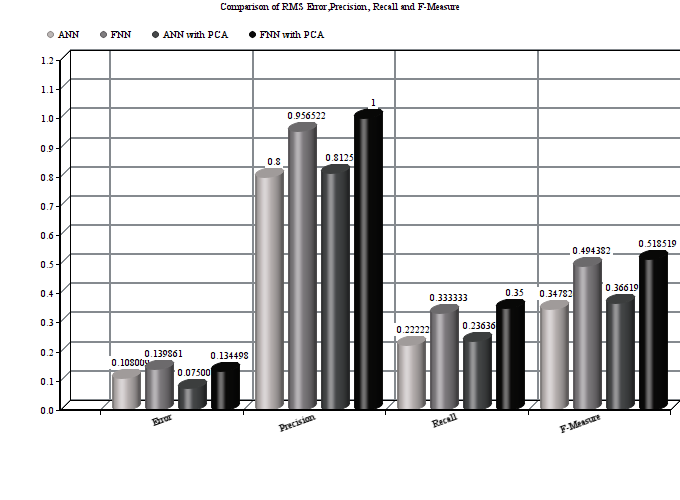 Comparison of RMS Error,Precision, Recall and F-Measure
ANN FNN ANN with PCA FNN with PCA
1.2
1.1
1.0
0.9
0.8
0.7
0.6
0.5
0.4
0.3
0.2
0.1
0.0
0.139861 0.134498
0.07500
0.8 0.956522 0.8125 1
0.22222 0.333333 0.23636 0.35
0.34782 0.494382 0.36619 0.518519
Error Precision Recall F-Measure